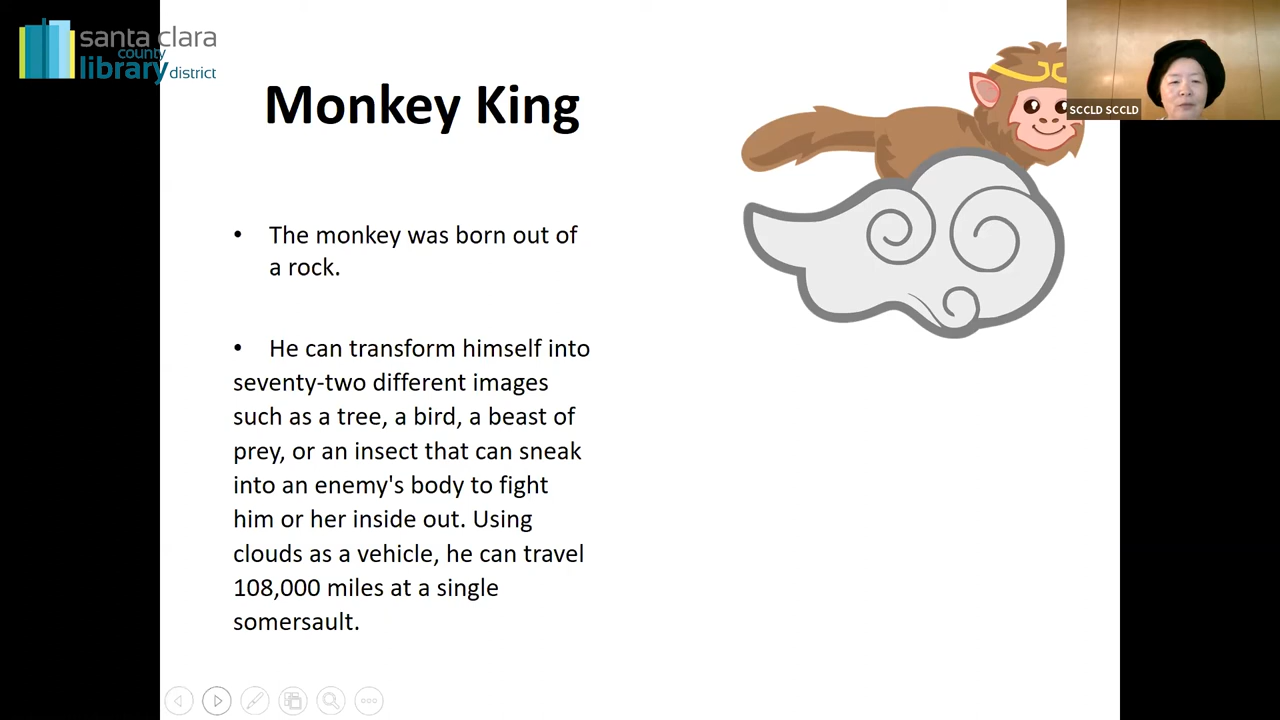 santa clara
county
library district
Monkey King
SCCLD SCCLD
• The monkey was born out of
a rock.
• He can transform himself into
seventy-two different images
such as a tree, a bird, a beast of
prey, or an insect that can sneak
into an enemy's body to fight
him or her inside out. Using
clouds as a vehicle, he can travel
108,000 miles at a single
somersault.